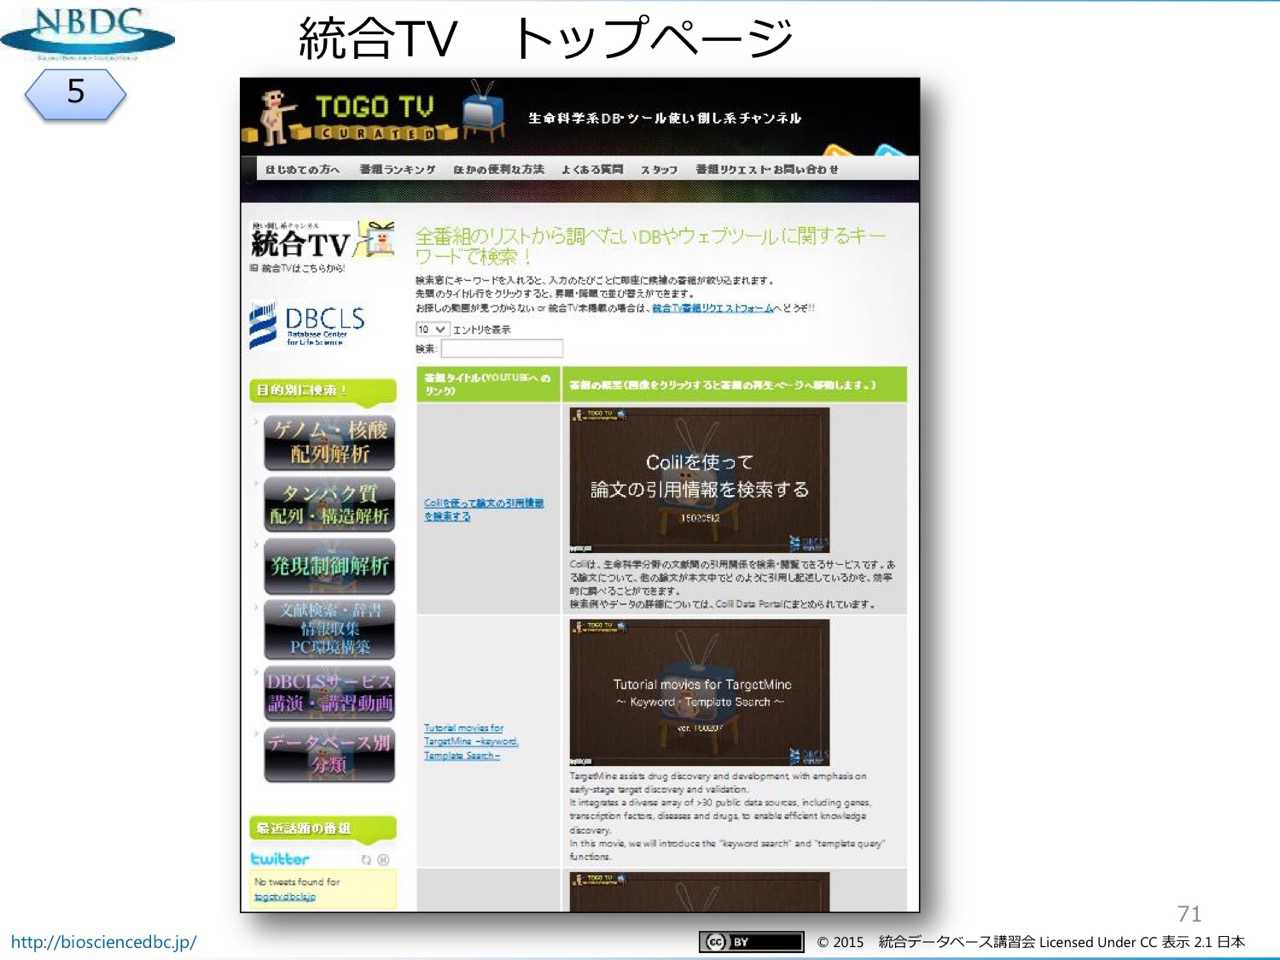 NBDC
統合TV トップページ
5
TOGO TV
CURATED
生命科学系DB・ツール使い倒し系チャンネル
はじめての方へ 番組ランキング ほかの便利な方法 よくある質問 スタッフ 番組リクエスト・お問い合わせ
使い倒し系チャンネル
統合TV
旧 統合TVはこちらから!
DBCLS
Database Center
for Life Science
目的別に検索!
ゲノム・核酸
配列解析
タンパク質
配列・構造解析
発現制御解析
文献検索・辞書
情報収集
PC環境構築
DBCLSサービス
講演・講習動画
データベース別
分類
最近話題の番組
twitter
No tweets found for
togotv.dbcls.jp
全番組のリストから調べたいDBやウェブツールに関するキー
ワードで検索!
検索窓にキーワードを入れると、入力のたびごとに即座に候補の番組が絞り込まれます。
先頭のタイトル行をクリックすると、昇順・降順で並び替えができます。
お探しの動画が見つからない or 統合TV未掲載の場合は、統合TV番組リクエストフォームへどうぞ!!
10 エントリを表示
検索:
番組タイトル(YOUTUBEへの
リンク)
番組の概要(画像をクリックすると番組の再生ページへ移動します。)
Colilを使って論文の引用情報
を検索する
TOGO TV
Colilを使って
論文の引用情報を検索する
DBCLS
Colilは、生命科学分野の文献間の引用関係を検索・閲覧できるサービスです。あ
る論文について、他の論文が本文中でどのように引用し記述しているかを、効率
的に調べることができます。
検索例やデータの詳細については、Colil Data Portalにまとめられています。
Tutorial movies for
TargetMine ~keyword,
Template Search~
TOGO TV
Tutorial movies for TargetMine
~ Keyword・Template Search ~
DBCLS
TargetMine assists drug discovery and development, with emphasis on
early-stage target discovery and validation.
It integrates a diverse array of >30 public data sources, including genes,
transcription factors, diseases and drugs, to enable efficient knowledge
discovery.
In this movie, we will introduce the "keyword search" and "template query"
functions.
TOGO TV
71
http://biosciencedbc.jp/
cc BY
© 2015 統合データベース講習会 Licensed Under CC 表示 2.1 日本